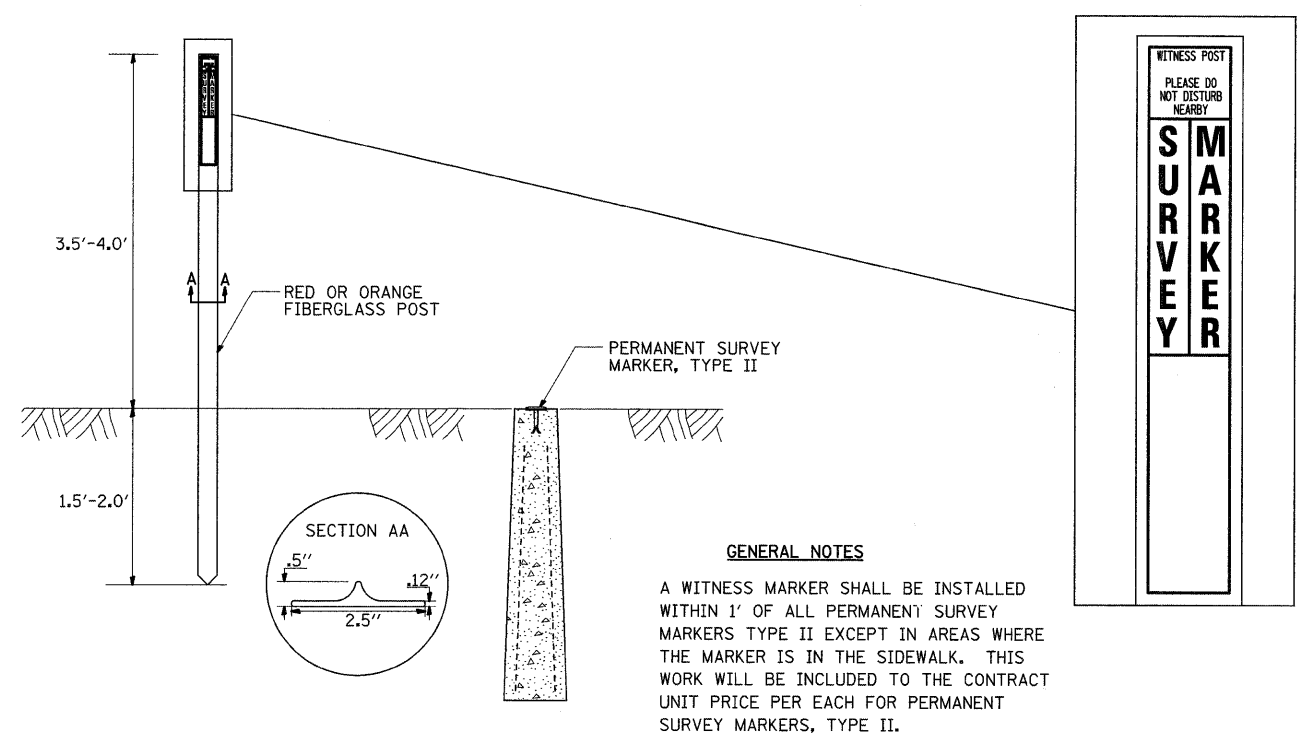 WITNESS POST
PLEASE DO
NOT DISTURB
NEARBY
SURVEY
MARKER
SURVEY
MARKER
3.5'-4.0'
A A
RED OR ORANGE
FIBERGLASS POST
PERMANENT SURVEY
MARKER, TYPE II
1.5'-2.0'
SECTION AA
.5"
.12"
2.5"
GENERAL NOTES
A WITNESS MARKER SHALL BE INSTALLED
WITHIN 1' OF ALL PERMANENT SURVEY
MARKERS TYPE II EXCEPT IN AREAS WHERE
THE MARKER IS IN THE SIDEWALK. THIS
WORK WILL BE INCLUDED TO THE CONTRACT
UNIT PRICE PER EACH FOR PERMANENT
SURVEY MARKERS, TYPE II.